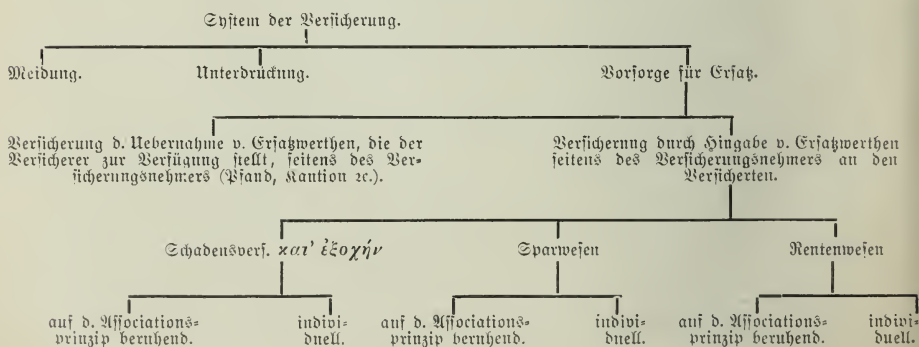 System der Versicherung.
Meidung. Unterdrückung. Vorsorge für Ersatz.
Versicherung d. Uebernahme v. Ersatzwerthen, die der
Versicherer zur Verfügung stellt, seitens des Ver-
sicherungsnehmers (Pfand, Kantion ꝛc.).
Versicherung durch Hingabe v. Ersatzwerthen
seitens des Versicherungsnehmers an den
Versicherten.
Schadensvers. κατ' ἐξοχήν Sparwesen Rentenwesen
auf d. Associations-
prinzip beruhend.
indivi-
duell.
auf d. Associations-
prinzip beruhend.
indivi-
duell.
auf d. Associations-
prinzip beruhend.
indivi-
duell.